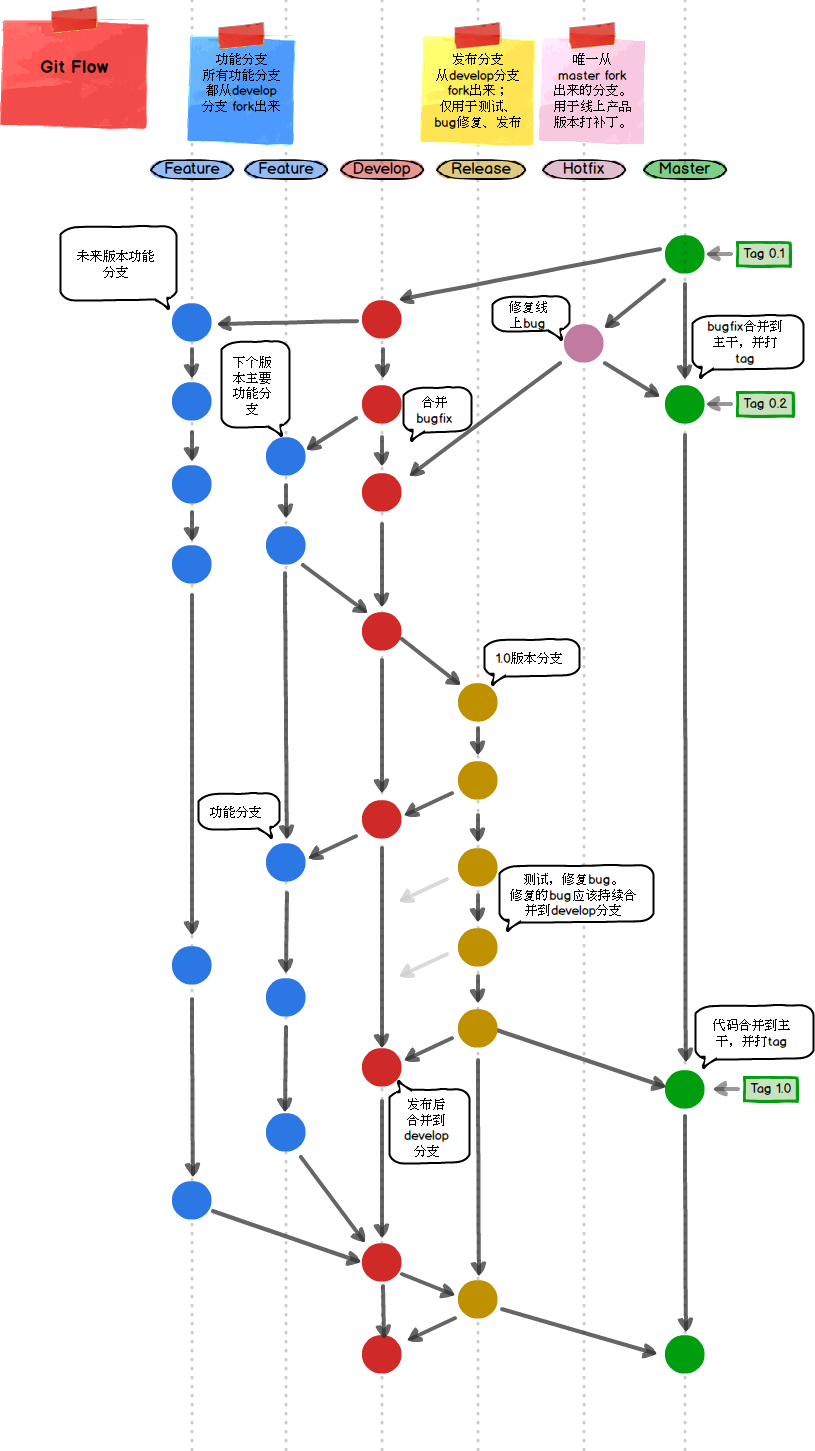 Git Flow
功能分支
所有功能分支
都从develop
分支 fork出来
发布分支
从develop分支
fork出来；
仅用于测试、
bug修复、发布
唯一从
master fork
出来的分支。
用于线上产品
版本打补丁。
Feature
Feature
Develop
Release
Hotfix
Master
未来版本功能
分支
Tag 0.1
修复线
上bug
bugfix合并到
主干，并打
tag
下个版
本主要
功能分
支
合并
bugfix
Tag 0.2
1.0版本分支
功能分支
测试，修复bug。
修复的bug应该持续合
并到develop分支
代码合并到主
干，并打tag
Tag 1.0
发布后
合并到
develop
分支